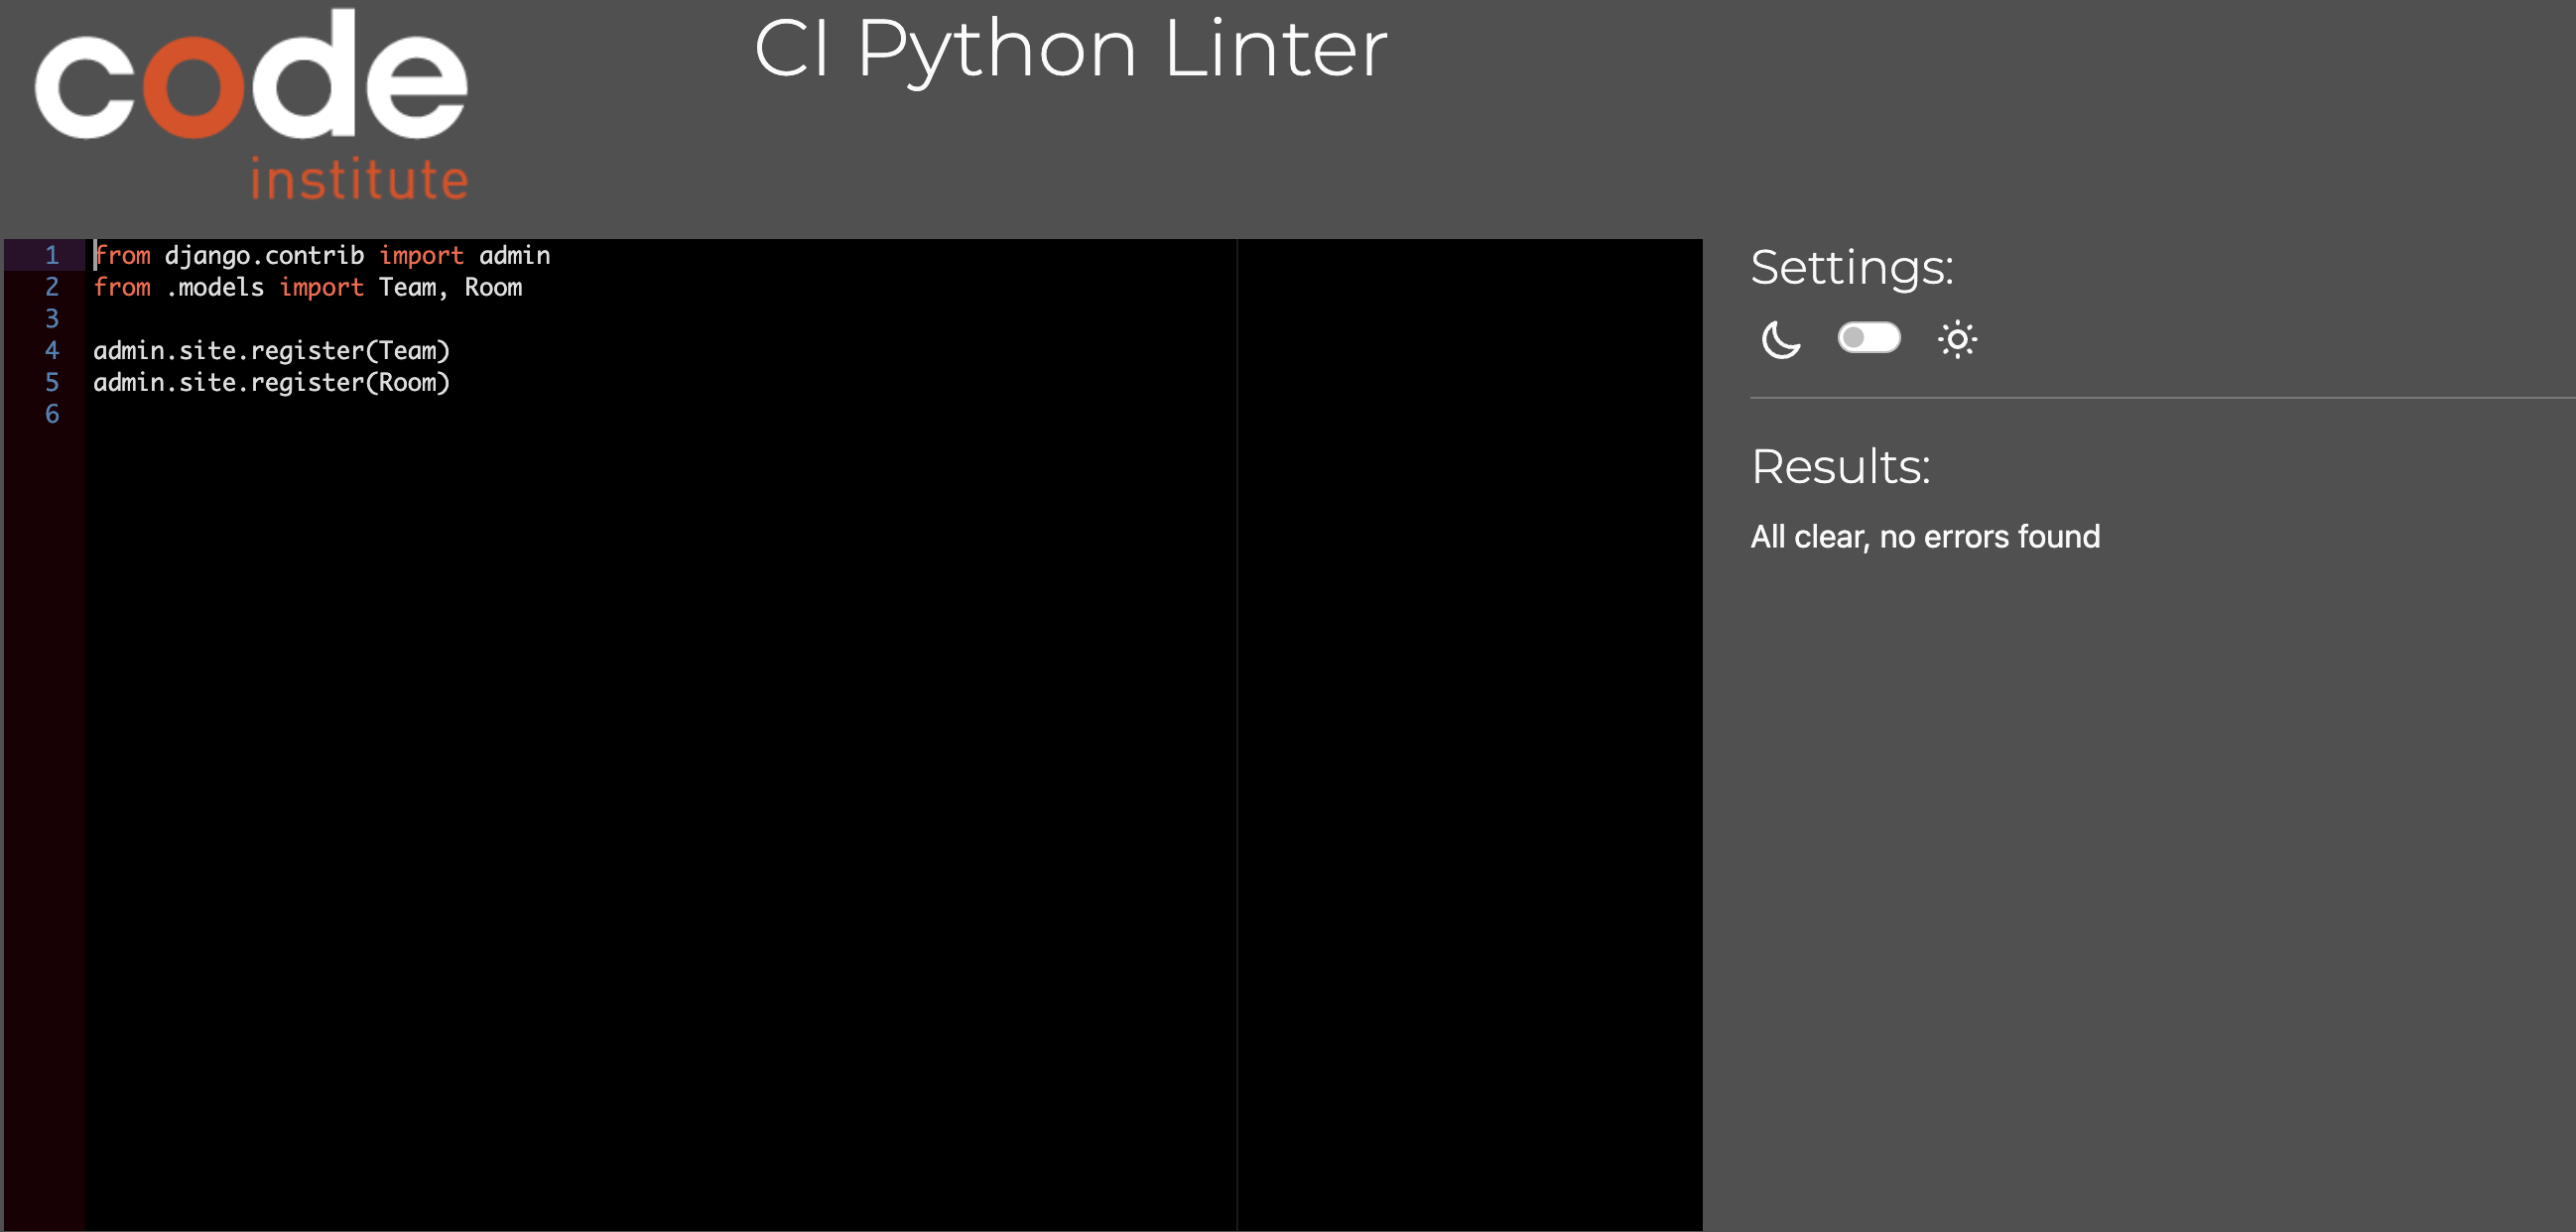 code
institute
CI Python Linter
1 from django.contrib import admin
2 from .models import Team, Room
3
4 admin.site.register(Team)
5 admin.site.register(Room)
6
Settings:
Results:
All clear, no errors found